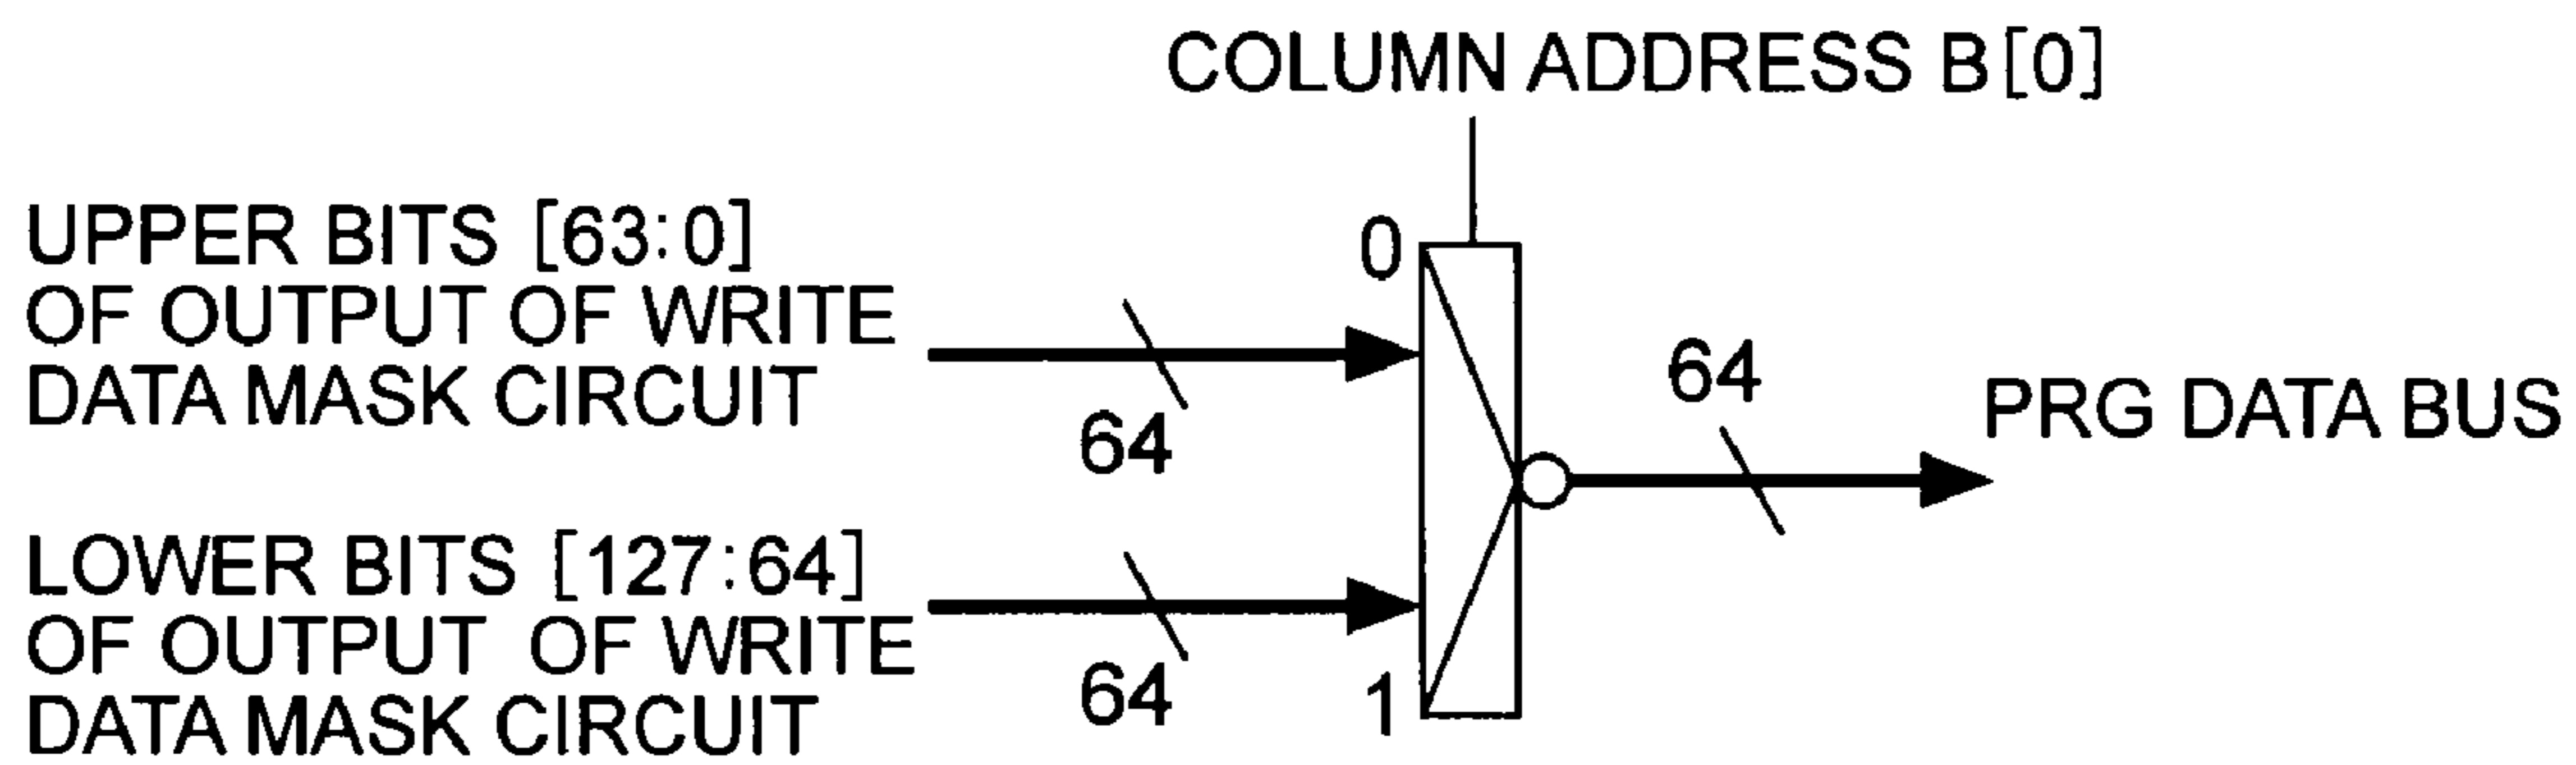 COLUMN ADDRESS B[0]
UPPER BITS [63:0]
OF OUTPUT OF WRITE
DATA MASK CIRCUIT
0
64
64
PRG DATA BUS
LOWER BITS [127:64]
OF OUTPUT OF WRITE
DATA MASK CIRCUIT
64
1